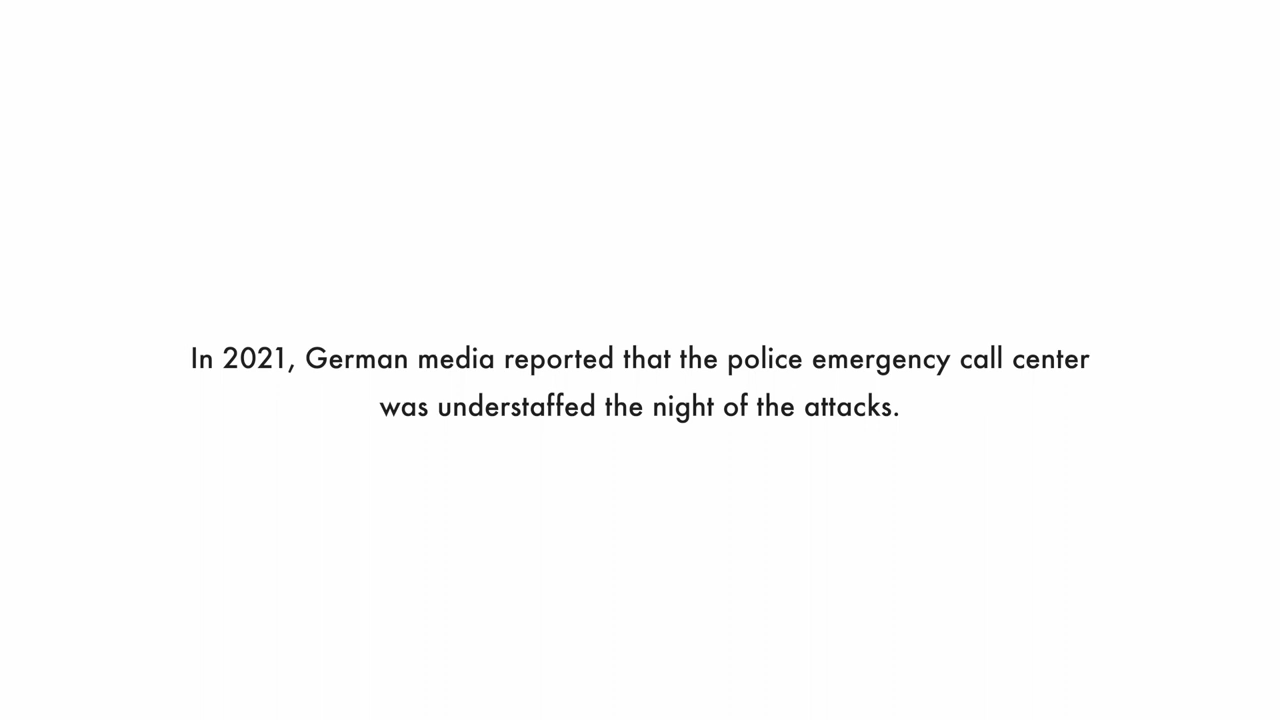 In 2021, German media reported that the police emergency call center
was understaffed the night of the attacks.